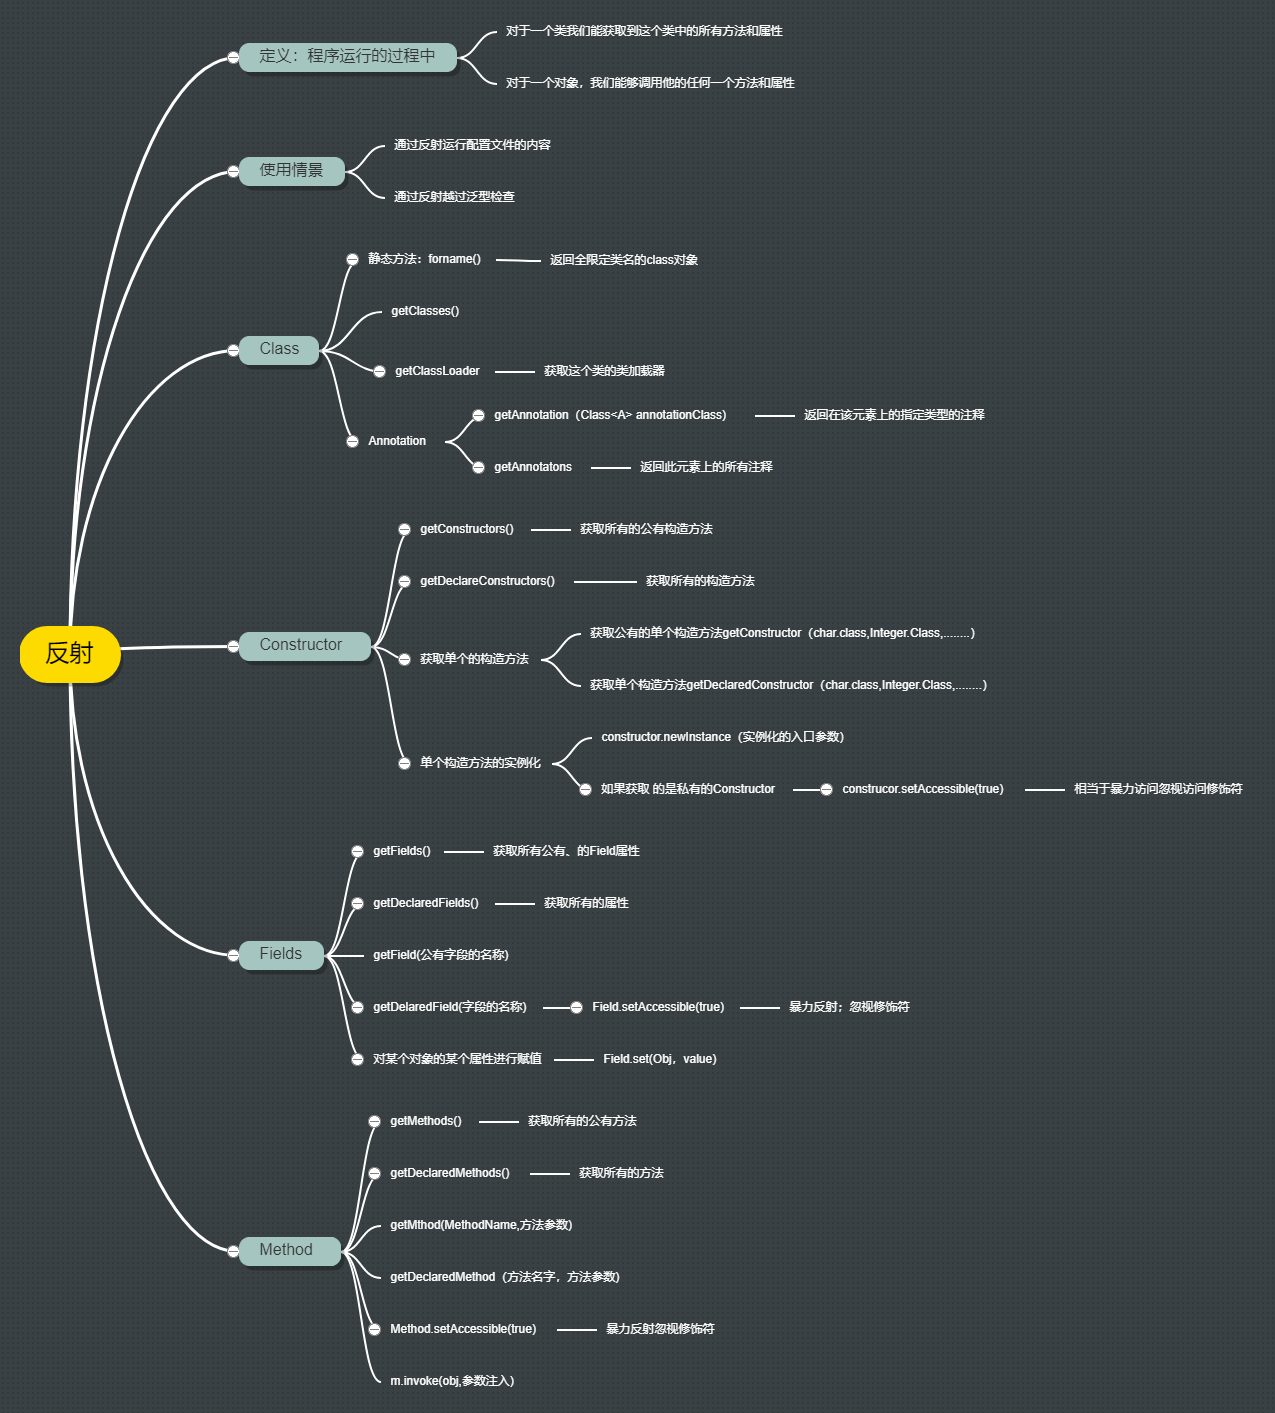 反射
定义：程序运行的过程中
对于一个类我们能获取到这个类中的所有方法和属性
对于一个对象，我们能够调用他的任何一个方法和属性
使用情景
通过反射运行配置文件的内容
通过反射越过泛型检查
Class
静态方法：forname()
返回全限定类名的class对象
getClasses()
getClassLoader
获取这个类的类加载器
Annotation
getAnnotation（Class<A> annotationClass）
返回在该元素上的指定类型的注释
getAnnotatons
返回此元素上的所有注释
Constructor
getConstructors()
获取所有的公有构造方法
getDeclareConstructors()
获取所有的构造方法
获取单个的构造方法
获取公有的单个构造方法getConstructor（char.class,Integer.Class,........）
获取单个构造方法getDeclaredConstructor（char.class,Integer.Class,........）
单个构造方法的实例化
constructor.newInstance（实例化的入口参数）
如果获取 的是私有的Constructor
construcor.setAccessible(true）
相当于暴力访问忽视访问修饰符
Fields
getFields()
获取所有公有、的Field属性
getDeclaredFields()
获取所有的属性
getField(公有字段的名称)
getDelaredField(字段的名称)
Field.setAccessible(true)
暴力反射；忽视修饰符
对某个对象的某个属性进行赋值
Field.set(Obj，value)
Method
getMethods()
获取所有的公有方法
getDeclaredMethods()
获取所有的方法
getMthod(MethodName,方法参数)
getDeclaredMethod（方法名字，方法参数)
Method.setAccessible(true)
暴力反射忽视修饰符
m.invoke(obj,参数注入）